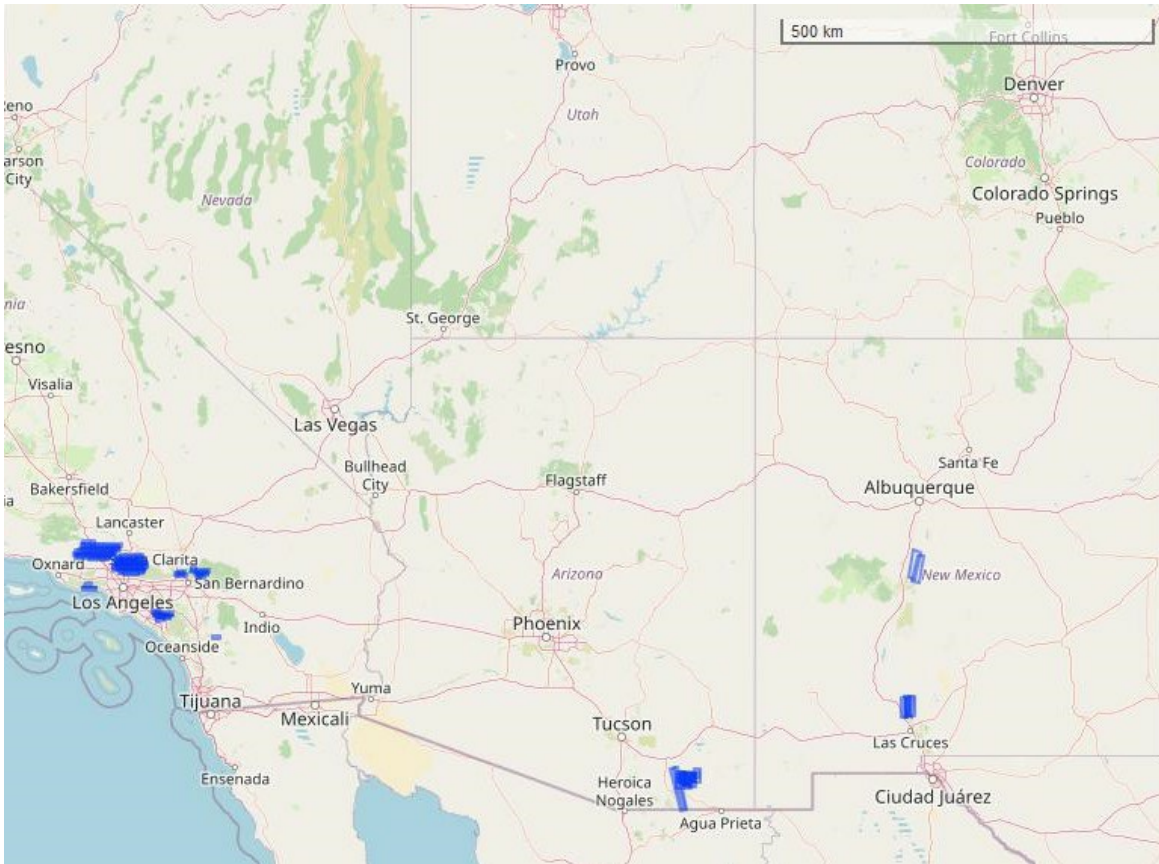 500 km
Fort Collins
Provo
Denver
eno
Utah
arson
City
Colorado
Nevada
Colorado Springs
Pueblo
nia
St. George
esno
Visalia
Las Vegas
Bullhead
City
Santa Fe
Flagstaff
Albuquerque
Bakersfield
ia
Lancaster
Oxnard
Clarita
Arizona
New Mexico
San Bernardino
Los Angeles
Indio
Phoenix
Oceanside
Yuma
Tijuana
Mexicali
Tucson
Las Cruces
Ensenada
Heroica
Nogales
Ciudad Juárez
Agua Prieta